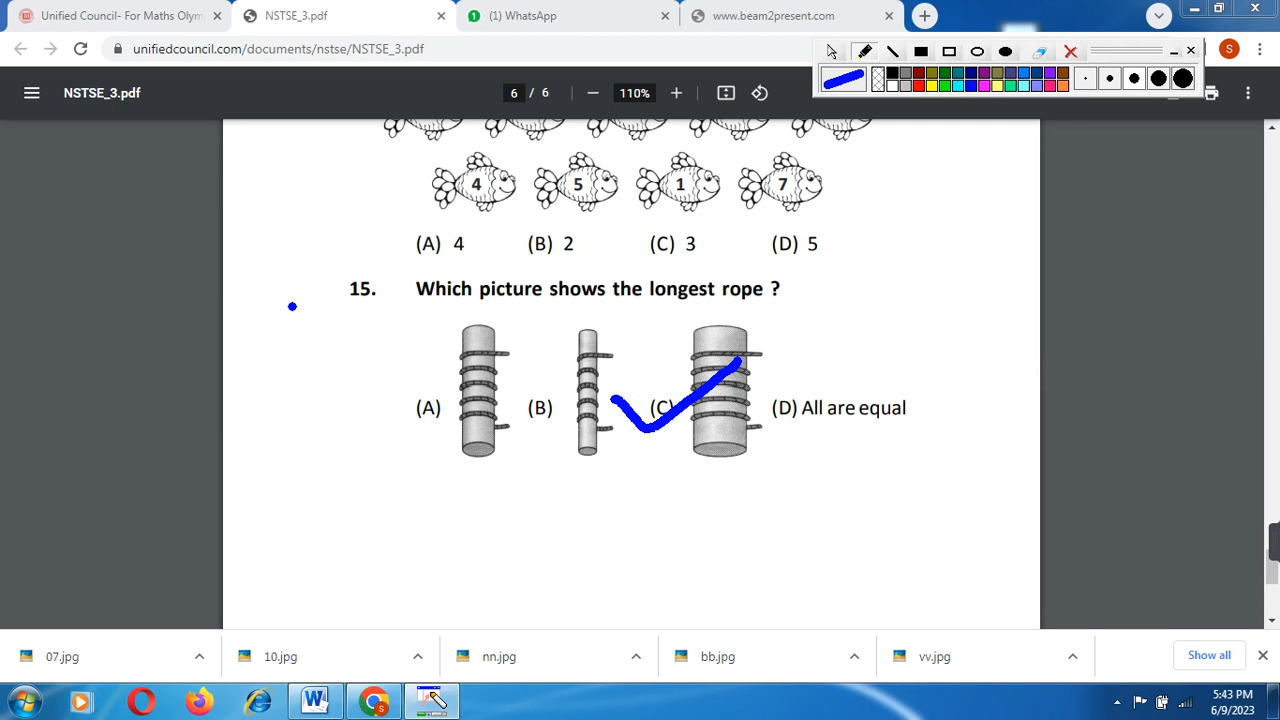 Unified Council- For Maths Olym
NSTSE_3.pdf
(1) WhatsApp
www.beam2present.com
unifiedcouncil.com/documents/nstse/NSTSE_3.pdf
S
NSTSE_3.pdf
6 / 6
110%
4 5 1 7
(A) 4 (B) 2 (C) 3 (D) 5
15. Which picture shows the longest rope ?
(A) (B) (C) (D) All are equal
07.jpg
10.jpg
nn.jpg
bb.jpg
vv.jpg
Show all
5:43 PM
6/9/2023